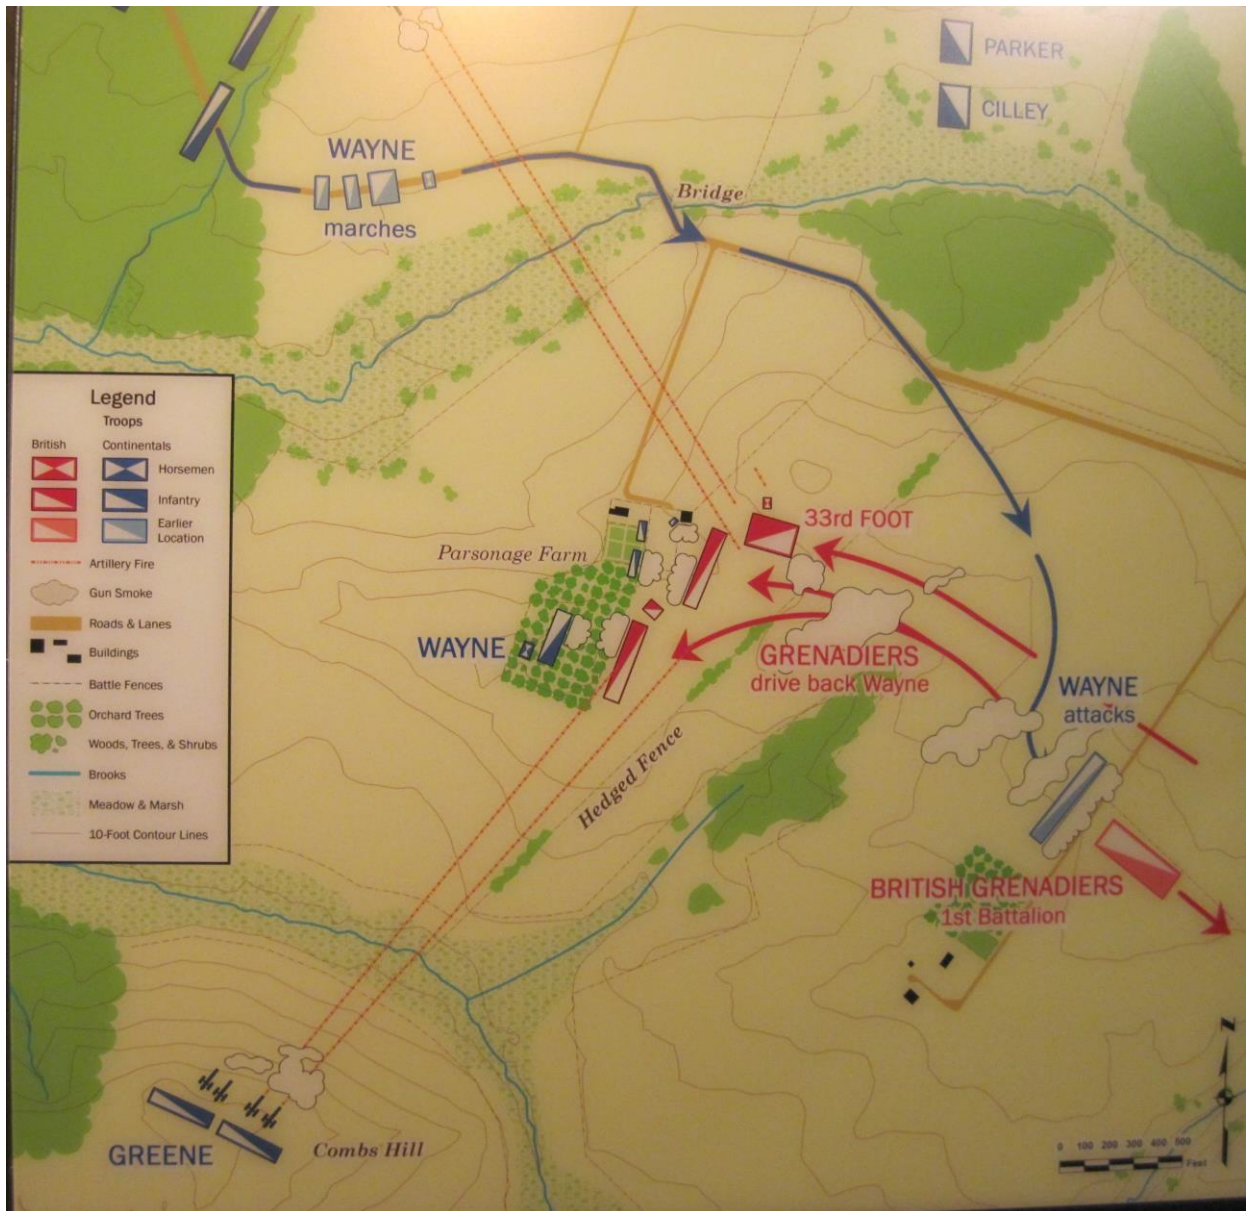 PARKER
CILLEY
WAYNE
marches
Bridge
Legend
Troops
British
Continentals
Horsemen
Infantry
Earlier
Location
Artillery Fire
Gun Smoke
Roads & Lanes
Buildings
Battle Fences
Orchard Trees
Woods, Trees, & Shrubs
Brooks
Meadow & Marsh
10-Foot Contour Lines
33rd FOOT
Parsonage Farm
WAYNE
GRENADIERS
drive back Wayne
WAYNE
attacks
Hedged Fence
BRITISH GRENADIERS
1st Battalion
GREENE
Combs Hill
N
0 100 200 300 400 500
Feet